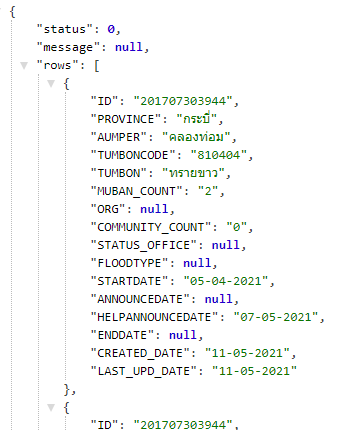 {
"status": 0,
"message": null,
"rows": [
{
"ID": "201707303944",
"PROVINCE": "กระบี่",
"AUMPER": "คลองท่อม",
"TUMBONCODE": "810404",
"TUMBON": "ทรายขาว",
"MUBAN_COUNT": "2",
"ORG": null,
"COMMUNITY_COUNT": "0",
"STATUS_OFFICE": null,
"FLOODTYPE": null,
"STARTDATE": "05-04-2021",
"ANNOUNCEDATE": null,
"HELPANNOUNCEDATE": "07-05-2021",
"ENDDATE": null,
"CREATED_DATE": "11-05-2021",
"LAST_UPD_DATE": "11-05-2021"
},
{
"ID": "201707303944",